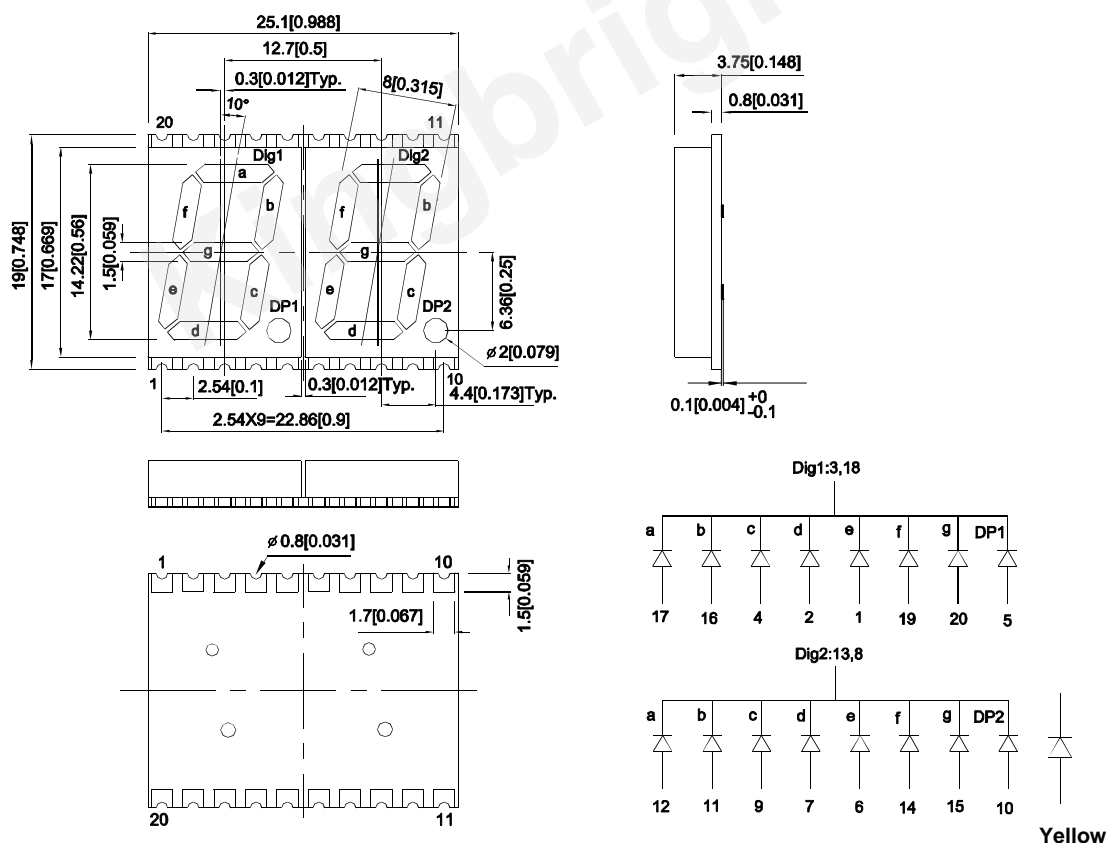 25.1[0.988]
12.7[0.5]
0.3[0.012]Typ.
8[0.315]
10°
20
11
Dig1
Dig2
a
f
b
f
b
g
g
e
c
e
c
d
d
DP1
DP2
19[0.748]
17[0.669]
14.22[0.56]
1.5[0.059]
6.36[0.25]
ø2[0.079]
1
10
2.54[0.1]
0.3[0.012]Typ.
4.4[0.173]Typ.
2.54X9=22.86[0.9]
3.75[0.148]
0.8[0.031]
0.1[0.004] +0 -0.1
ø0.8[0.031]
1
10
1.7[0.067]
1.5[0.059]
20
11
Dig1:3,18
a b c d e f g DP1
17 16 4 2 1 19 20 5
Dig2:13,8
a b c d e f g DP2
12 11 9 7 6 14 15 10
Yellow
Kingbrigh